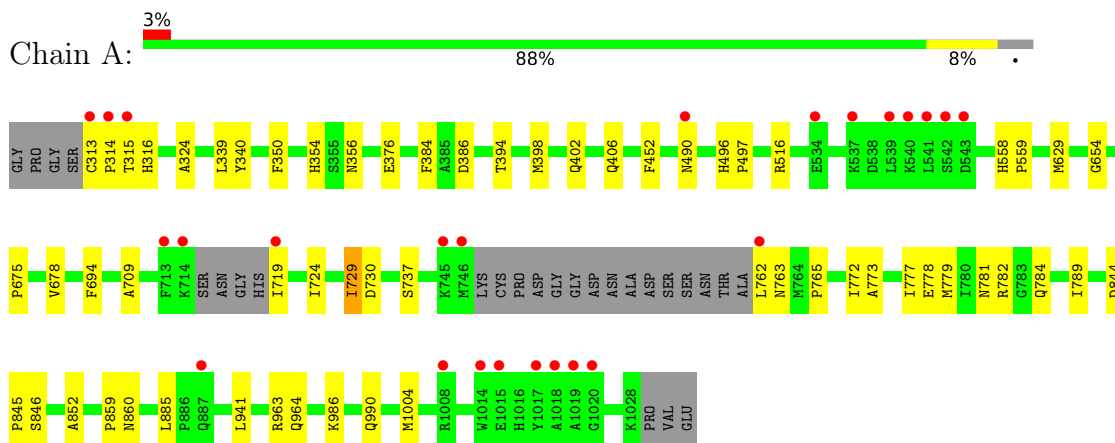 3%
Chain A:
88% 8% •
GLY PRO GLY SER C313 P314 T315 H316 A324 L339 Y340 F350 H354 S355 N356 E376 F384 A385 D386 T394 M398 Q402 Q406 F452 N490 H496 P497 R516 E534 K537 D538 L539 K540 L541 S542 D543 H558 P559 M629 G654
P675 V678 F694 A709 F713 K714 SER ASN GLY HIS I719 I724 I729 D730 S737 K745 M746 LYS CYS PRO ASP GLY GLY ASP ASN ALA ASP SER SER ASN THR ALA L762 N763 M764 P765 I772 A773 I777 E778 M779 I780 N781 R782 G783 Q784 I789 D844
P845 S846 A852 P859 N860 L885 P886 Q887 L941 R963 Q964 K986 Q990 M1004 R1008 W1014 E1015 H1016 Y1017 A1018 A1019 G1020 K1028 PRO VAL GLU